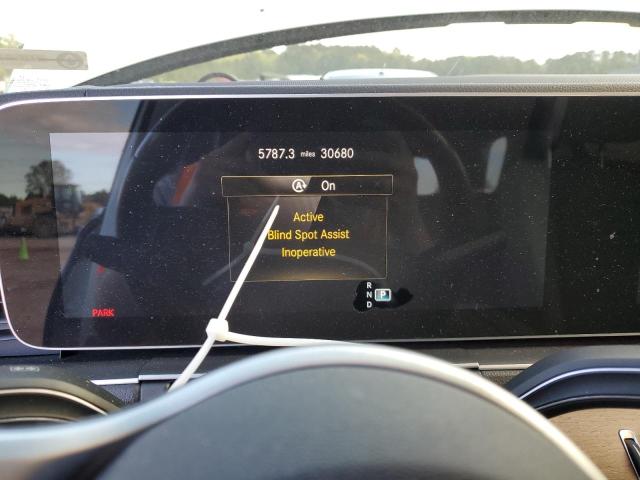 5787.3 miles 30680
A On
Active
Blind Spot Assist
Inoperative
R
N P
D
PARK